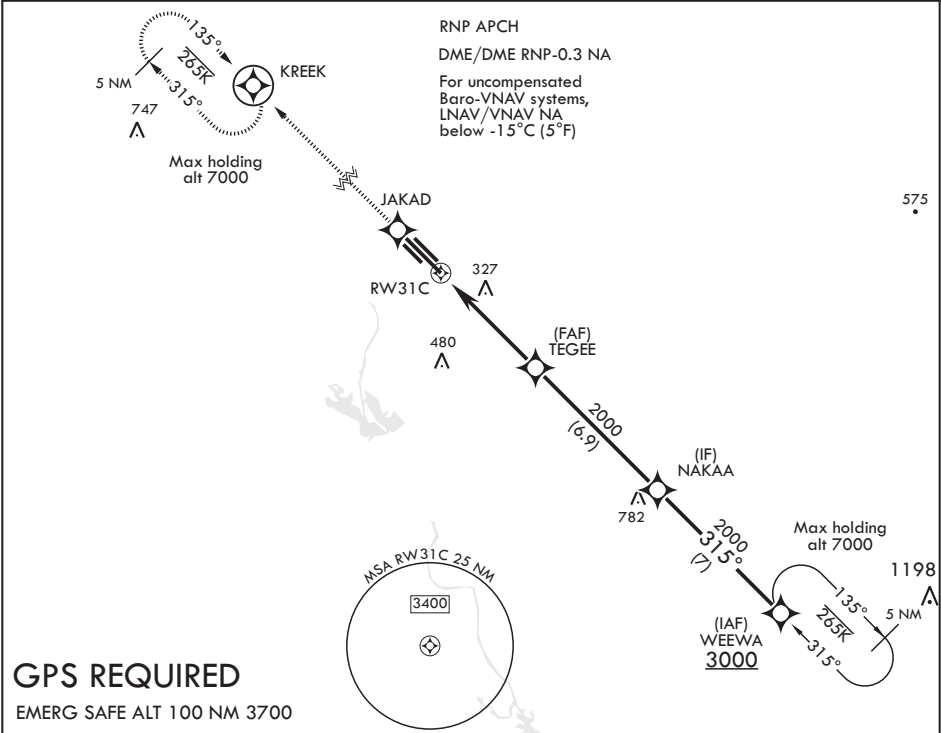 RNP APCH
DME/DME RNP-0.3 NA
For uncompensated
Baro-VNAV systems,
LNAV/VNAV NA
below -15°C (5°F)
135°
265K
315°
5 NM
KREEK
747
Max holding
alt 7000
JAKAD
575
RW31C
327
480
(FAF)
TEGEE
2000
(6.9)
(IF)
NAKAA
782
2000
315°
(7)
Max holding
alt 7000
1198
135°
265K
5 NM
315°
(IAF)
WEEWA
3000
MSA RW31C 25 NM
3400
GPS REQUIRED
EMERG SAFE ALT 100 NM 3700